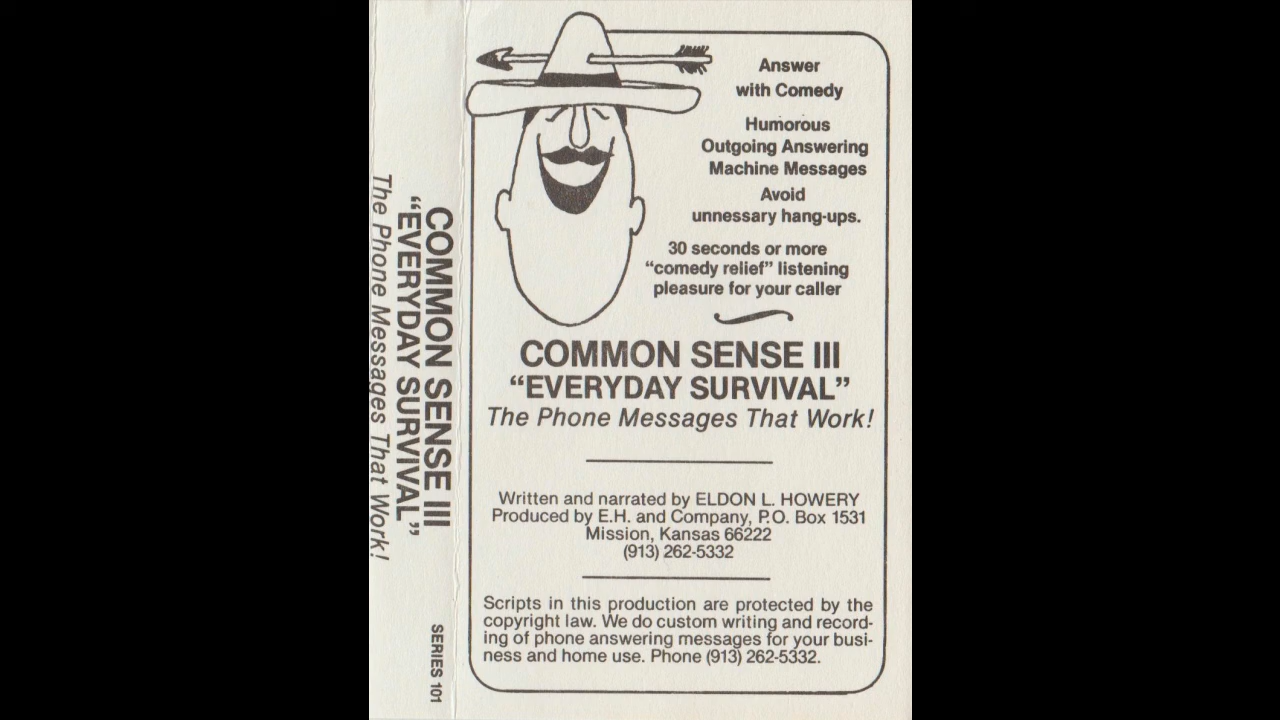 COMMON SENSE III
“EVERYDAY SURVIVAL”
The Phone Messages That Work!
SERIES 101
Answer
with Comedy
Humorous
Outgoing Answering
Machine Messages
Avoid
unnessary hang-ups.
30 seconds or more
“comedy relief” listening
pleasure for your caller
COMMON SENSE III
“EVERYDAY SURVIVAL”
The Phone Messages That Work!
Written and narrated by ELDON L. HOWERY
Produced by E.H. and Company, P.O. Box 1531
Mission, Kansas 66222
(913) 262-5332
Scripts in this production are protected by the
copyright law. We do custom writing and record-
ing of phone answering messages for your busi-
ness and home use. Phone (913) 262-5332.